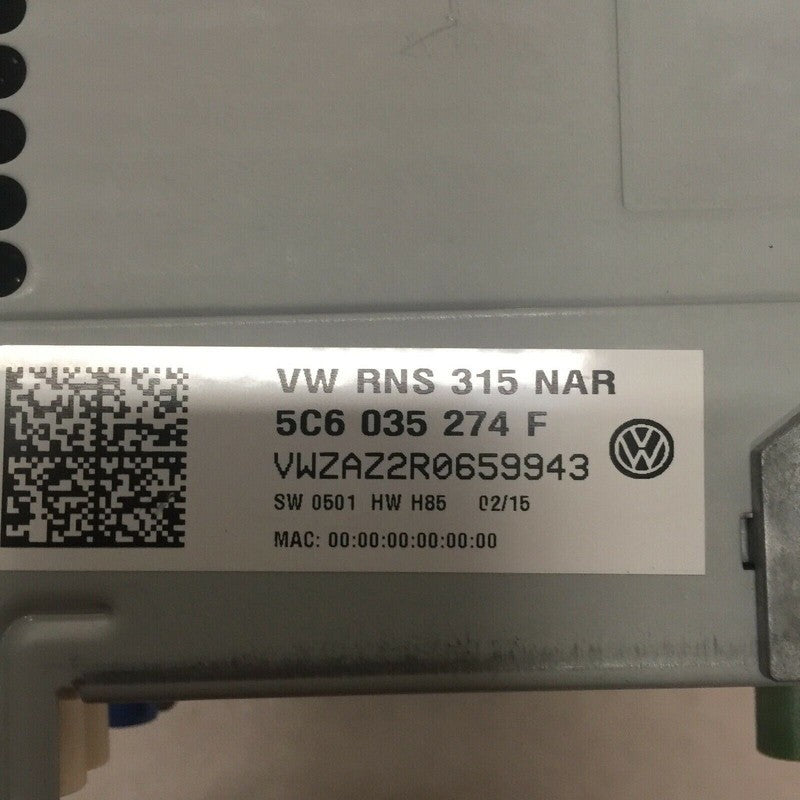 VW RNS 315 NAR
5C6 035 274 F
VWZAZ2R0659943
SW 0501 HW H85 02/15
MAC: 00:00:00:00:00:00